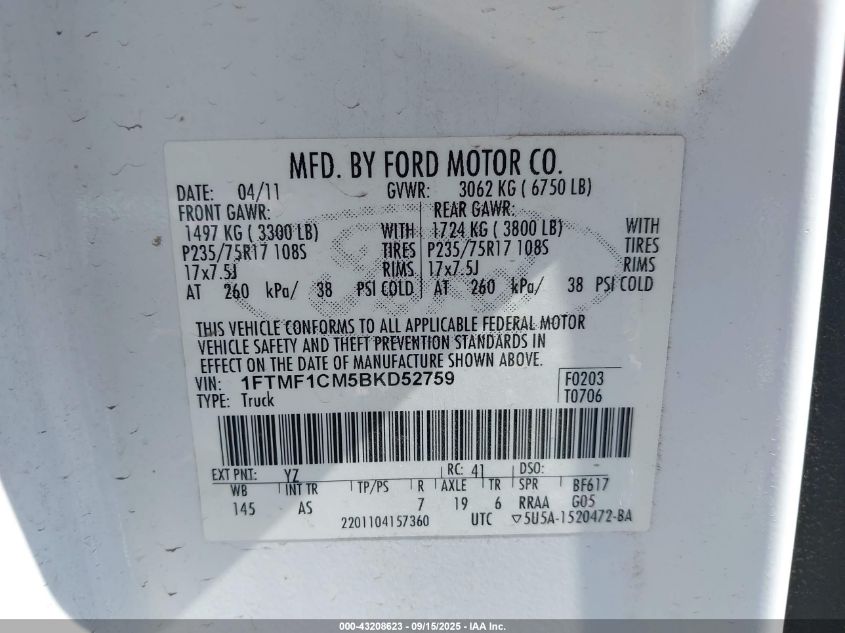 MFD. BY FORD MOTOR CO.
DATE: 04/11 GVWR: 3062 KG ( 6750 LB)
FRONT GAWR: REAR GAWR:
1497 KG ( 3300 LB) WITH 1724 KG ( 3800 LB) WITH
P235/75R17 108S TIRES P235/75R17 108S TIRES
17x7.5J RIMS 17x7.5J RIMS
AT 260 kPa/ 38 PSI COLD AT 260 kPa/ 38 PSI COLD
THIS VEHICLE CONFORMS TO ALL APPLICABLE FEDERAL MOTOR
VEHICLE SAFETY AND THEFT PREVENTION STANDARDS IN
EFFECT ON THE DATE OF MANUFACTURE SHOWN ABOVE.
VIN: 1FTMF1CM5BKD52759 F0203
TYPE: Truck T0706
EXT PNT: YZ RC: 41 DSO:
WB INT TR TP/PS R AXLE TR SPR BF617
145 AS 7 19 6 RRAA G05
2201104157360 UTC ▽5U5A-1520472-BA
000-43208623 - 09/15/2025 - IAA Inc.